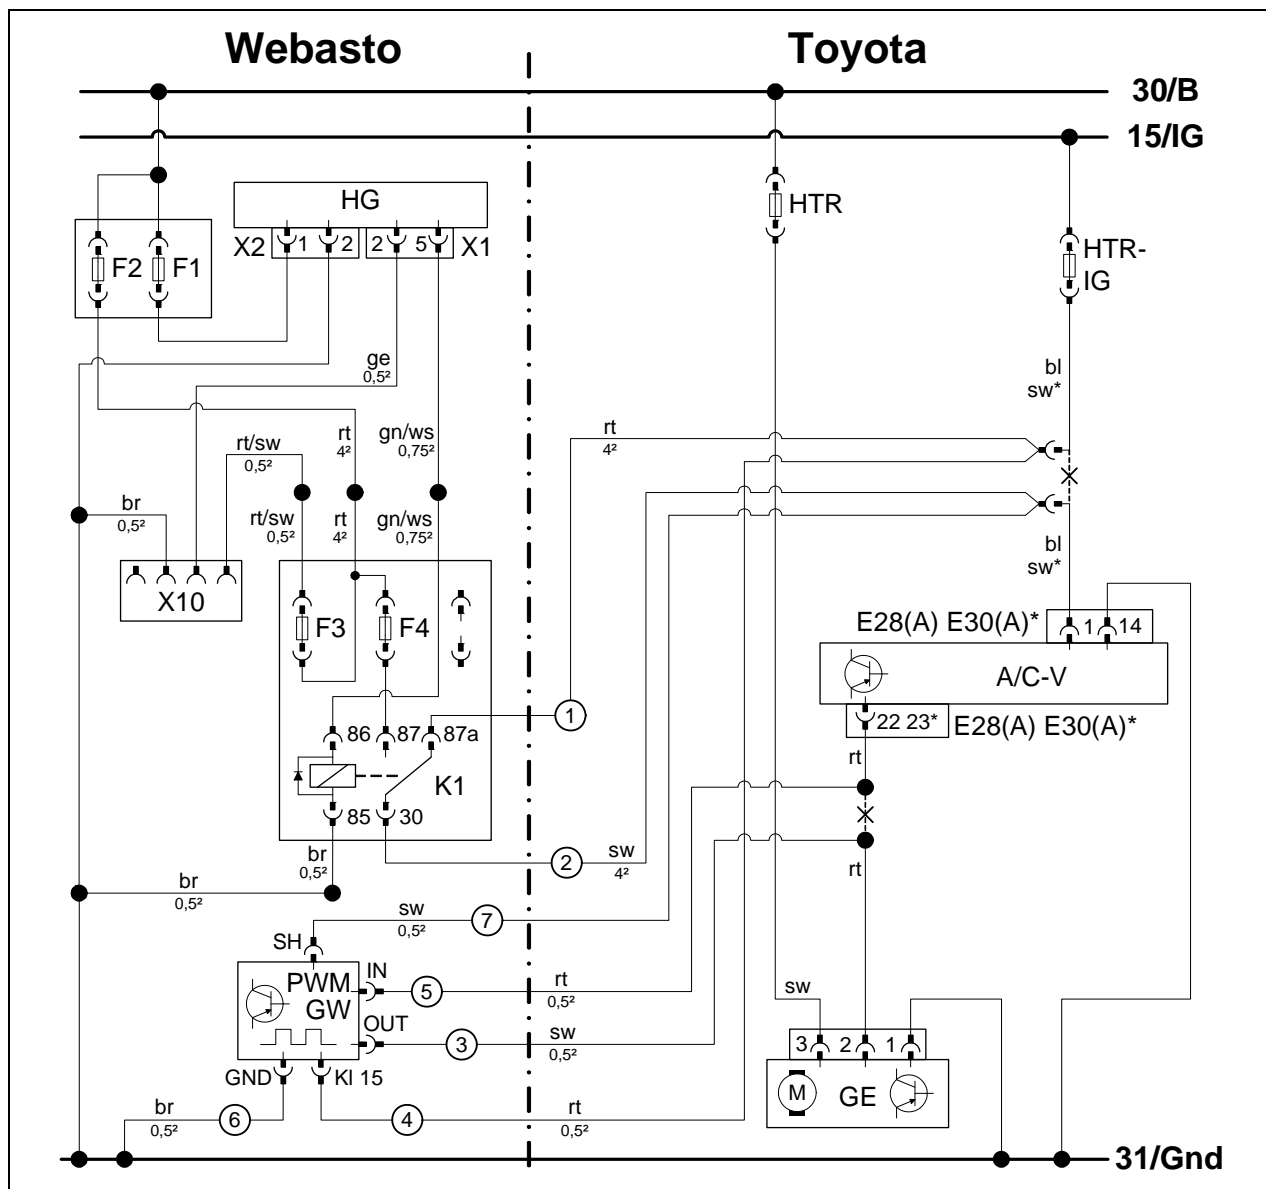 Webasto
Toyota
30/B
15/IG
HG
HTR
X2
1
2
2
5
X1
HTR-
IG
F2
F1
ge
0,5²
bl
sw*
rt/sw
0,5²
rt
4²
gn/ws
0,75²
rt
4²
br
0,5²
rt/sw
0,5²
rt
4²
gn/ws
0,75²
bl
sw*
X10
F3
F4
E28(A) E30(A)*
1
14
A/C-V
86
87
87a
1
22 23*
E28(A) E30(A)*
rt
K1
85
30
br
0,5²
2
sw
4²
rt
br
0,5²
sw
0,5²
7
SH
PWM
GW
IN
5
rt
0,5²
sw
OUT
3
sw
0,5²
3
2
1
GND
Kl 15
M
GE
br
0,5²
6
4
rt
0,5²
31/Gnd